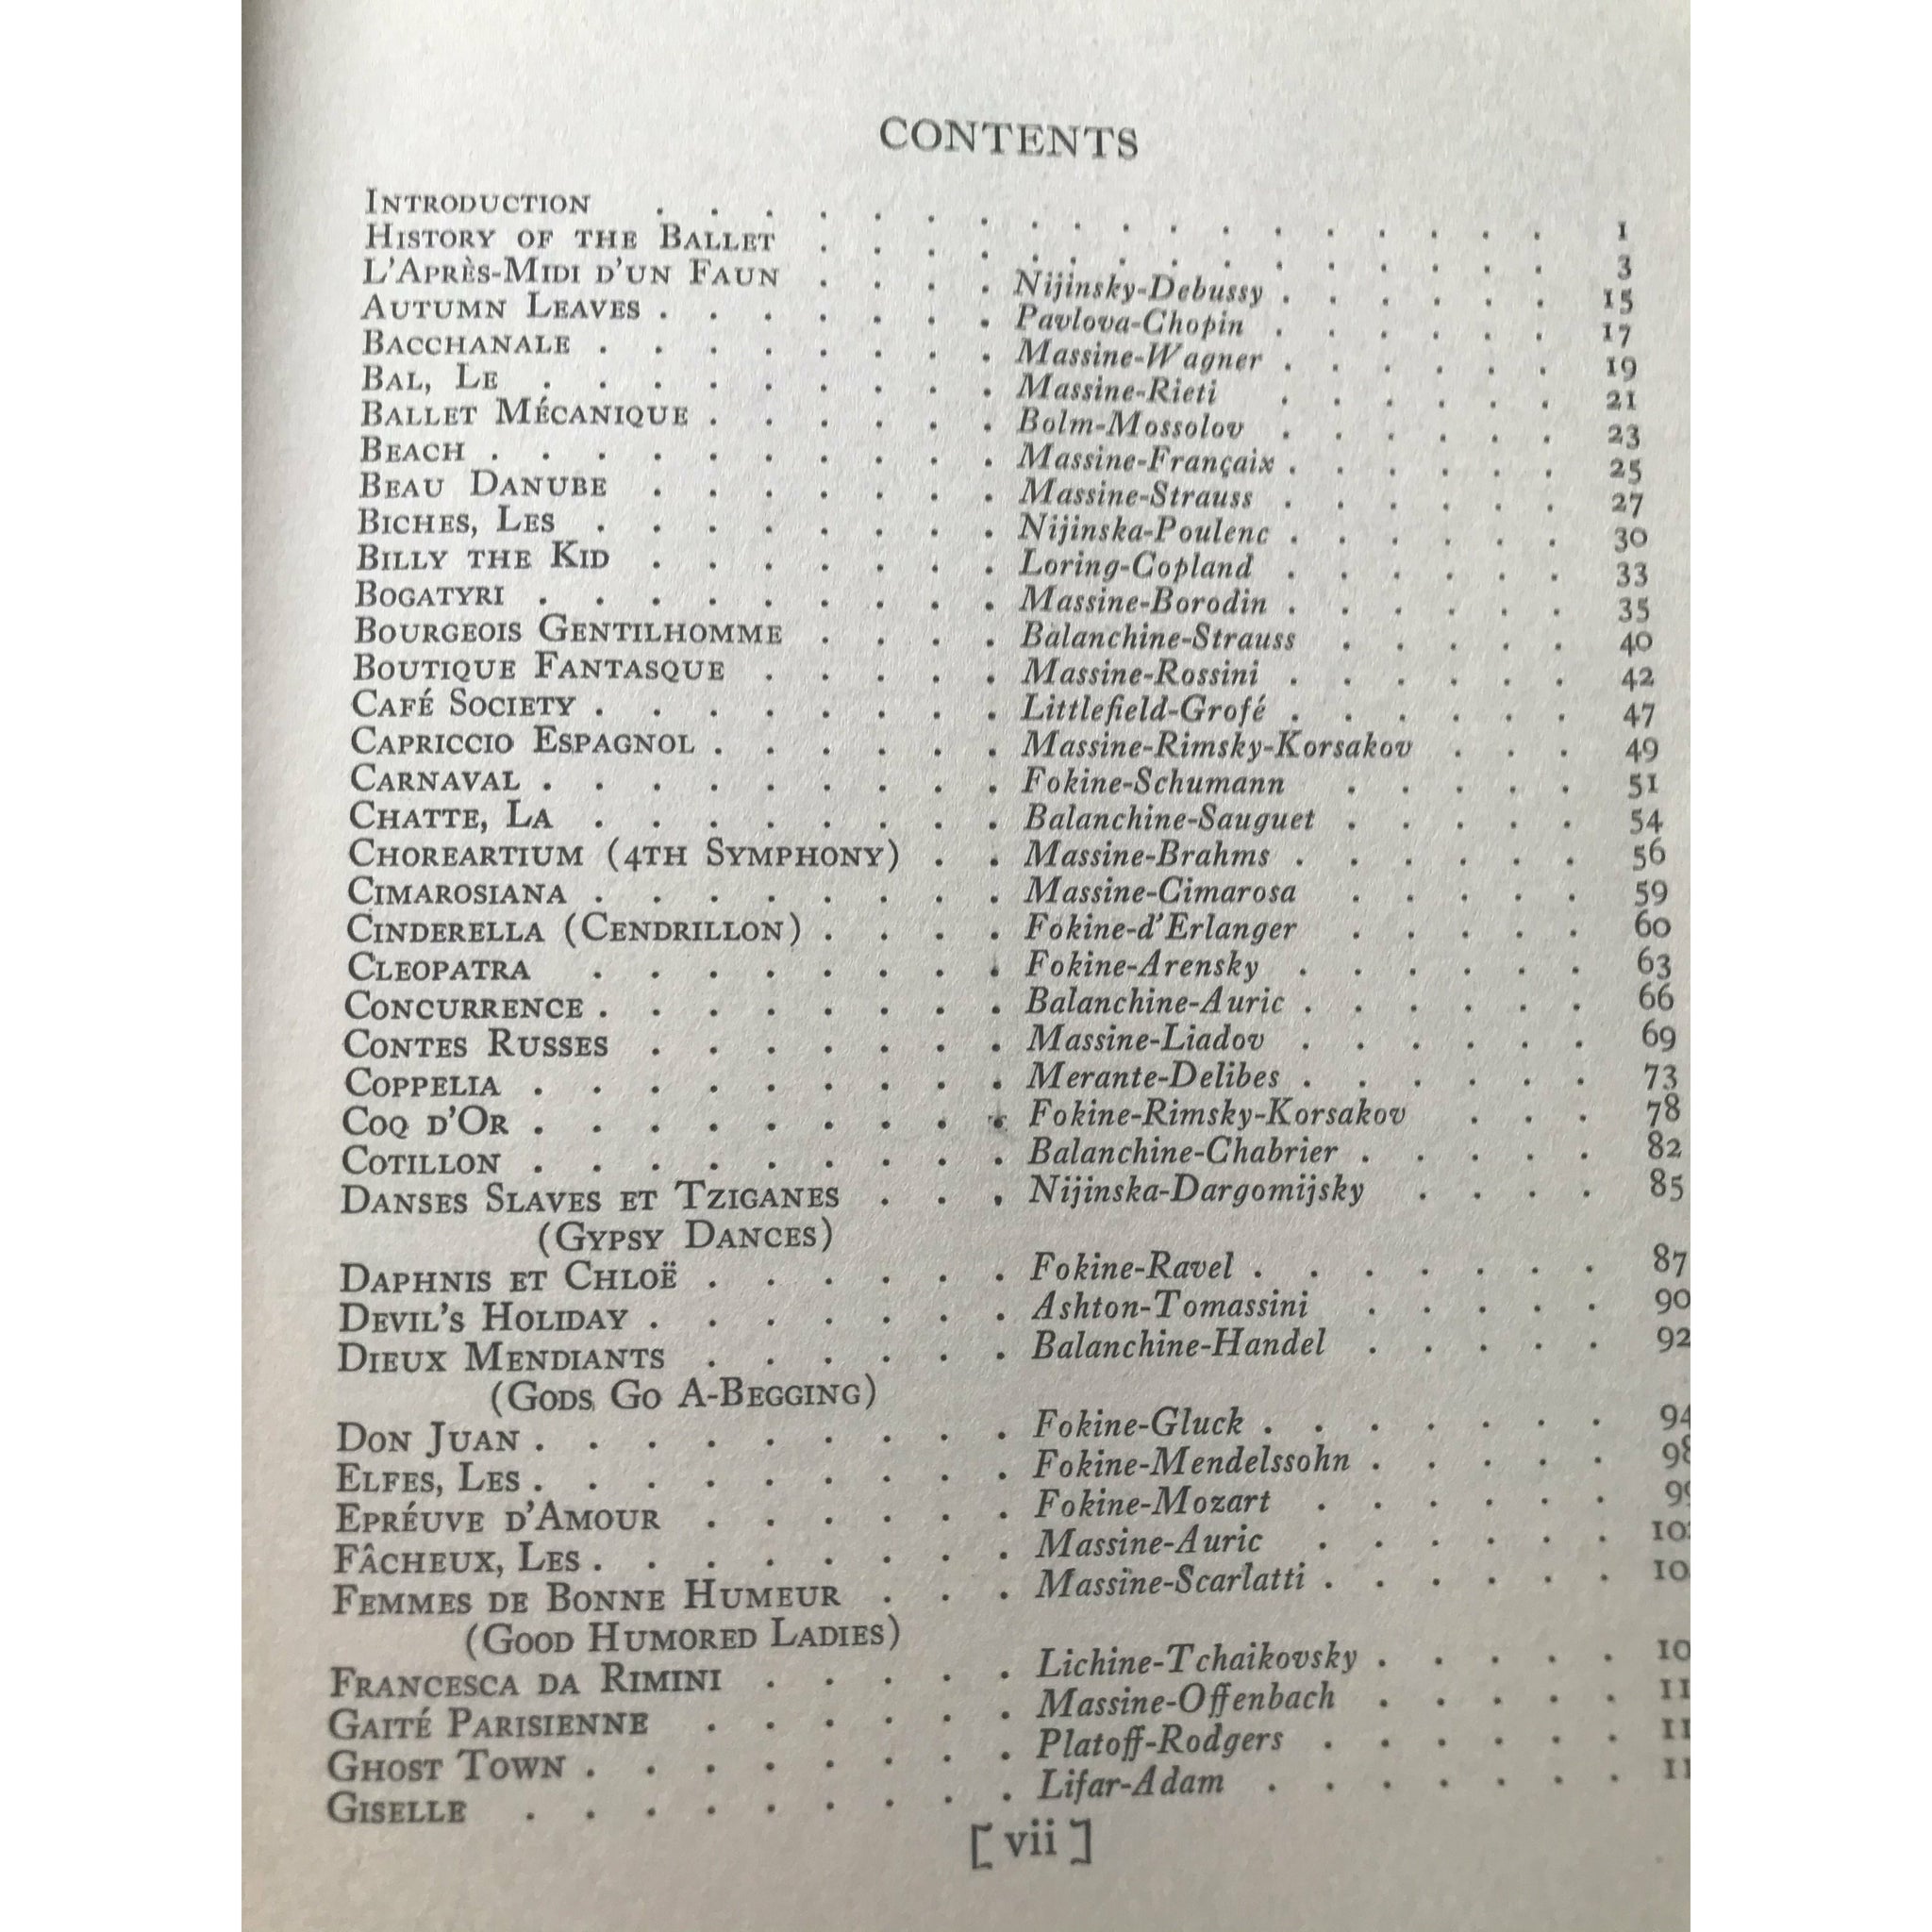 CONTENTS
INTRODUCTION . . . . . . . . . . . . . . . . . 1
HISTORY OF THE BALLET . . . . . . . . . . . . . . 3
L'APRÈS-MIDI D'UN FAUN . . . . Nijinsky-Debussy . . . . . . 15
AUTUMN LEAVES . . . . . . . Pavlova-Chopin . . . . . . 17
BACCHANALE . . . . . . . . Massine-Wagner . . . . . . 19
BAL, LE . . . . . . . . . Massine-Rieti . . . . . . 21
BALLET MÉCANIQUE . . . . . . Bolm-Mossolov . . . . . . 23
BEACH . . . . . . . . . . Massine-Françaix . . . . . . 25
BEAU DANUBE . . . . . . . Massine-Strauss . . . . . . 27
BICHES, LES . . . . . . . . Nijinska-Poulenc . . . . . . 30
BILLY THE KID . . . . . . . Loring-Copland . . . . . . 33
BOGATYRI . . . . . . . . . Massine-Borodin . . . . . . 35
BOURGEOIS GENTILHOMME . . . . Balanchine-Strauss . . . . . 40
BOUTIQUE FANTASQUE . . . . . Massine-Rossini . . . . . . 42
CAFÉ SOCIETY . . . . . . . . Littlefield-Grofé . . . . . . 47
CAPRICCIO ESPAGNOL . . . . . . Massine-Rimsky-Korsakov . . . 49
CARNAVAL . . . . . . . . . Fokine-Schumann . . . . . 51
CHATTE, LA . . . . . . . . Balanchine-Sauguet . . . . . 54
CHOREARTIUM (4TH SYMPHONY) . . Massine-Brahms . . . . . . 56
CIMAROSIANA . . . . . . . . Massine-Cimarosa . . . . . 59
CINDERELLA (CENDRILLON) . . . . Fokine-d'Erlanger . . . . . 60
CLEOPATRA . . . . . . . . Fokine-Arensky . . . . . . 63
CONCURRENCE . . . . . . . . Balanchine-Auric . . . . . . 66
CONTES RUSSES . . . . . . . Massine-Liadov . . . . . . 69
COPPELIA . . . . . . . . . Merante-Delibes . . . . . . 73
COQ D'OR . . . . . . . . . Fokine-Rimsky-Korsakov . . . 78
COTILLON . . . . . . . . . Balanchine-Chabrier . . . . . 82
DANSES SLAVES ET TZIGANES . . . Nijinska-Dargomijsky . . . . 85
(GYPSY DANCES)
DAPHNIS ET CHLOË . . . . . . Fokine-Ravel . . . . . . . 87
DEVIL'S HOLIDAY . . . . . . . Ashton-Tomassini . . . . . 90
DIEUX MENDIANTS . . . . . . Balanchine-Handel . . . . . 92
(GODS GO A-BEGGING)
DON JUAN . . . . . . . . . Fokine-Gluck . . . . . . . 94
ELFES, LES . . . . . . . . . Fokine-Mendelssohn . . . . . 98
EPRÉUVE D'AMOUR . . . . . . Fokine-Mozart . . . . . . 99
FÂCHEUX, LES . . . . . . . . Massine-Auric . . . . . .
FEMMES DE BONNE HUMEUR . . . Massine-Scarlatti . . . . . .
(GOOD HUMORED LADIES)
FRANCESCA DA RIMINI . . . . . Lichine-Tchaikovsky . . . . .
GAITÉ PARISIENNE . . . . . . Massine-Offenbach . . . . .
GHOST TOWN . . . . . . . . Platoff-Rodgers . . . . . .
GISELLE . . . . . . . . . Lifar-Adam . . . . . . .
[ vii ]